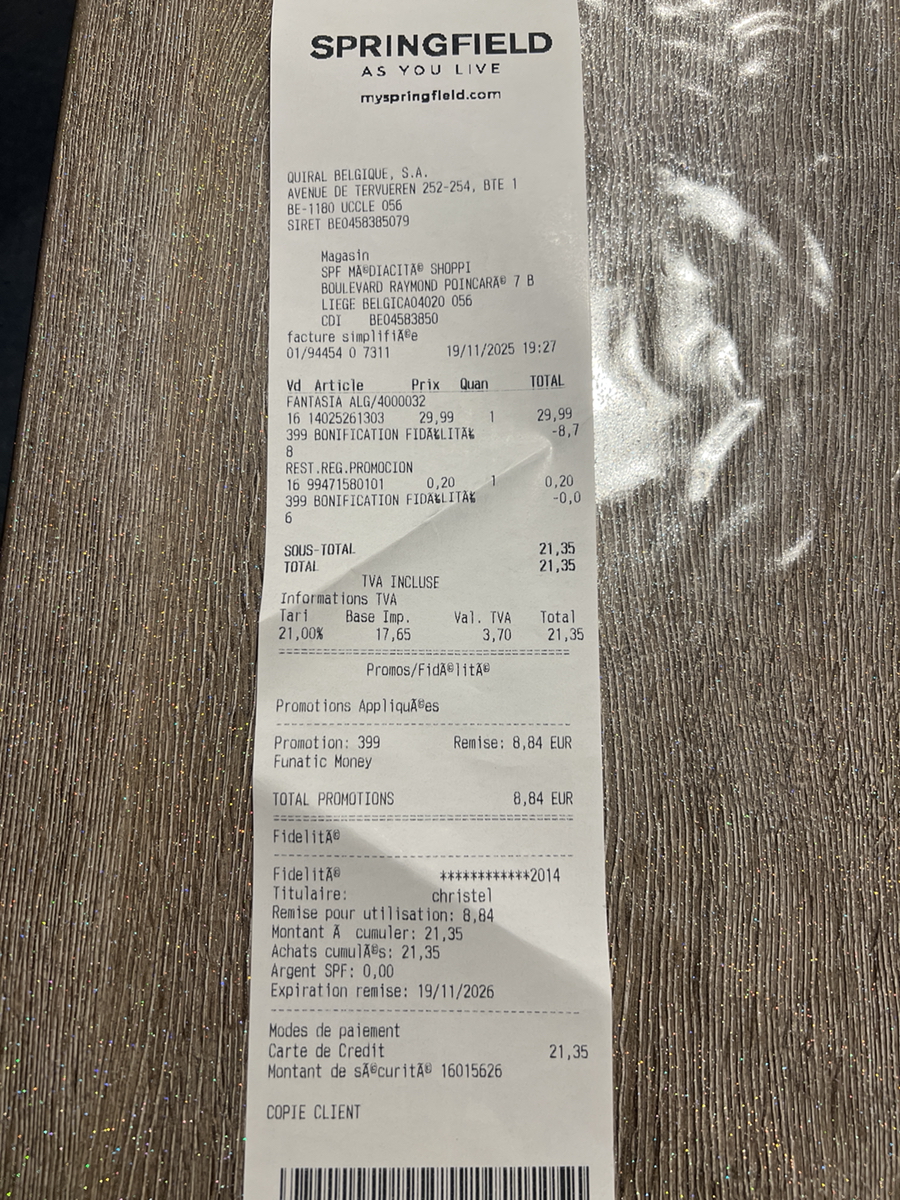 SPRINGFIELD
AS YOU LIVE
myspringfield.com
QUIRAL BELGIQUE, S.A.
AVENUE DE TERVUEREN 252-254, BTE 1
BE-1180 UCCLE 056
SIRET BE0458385079
Magasin
SPF MÃ©DIACITÃ© SHOPPI
BOULEVARD RAYMOND POINCARÃ© 7 B
LIEGE BELGICA04020 056
CDI BE04583850
facture simplifiÃ©e
01/94454 0 7311 19/11/2025 19:27
Vd Article Prix Quan TOTAL
FANTASIA ALG/4000032
16 14025261303 29,99 1 29,99
399 BONIFICATION FIDÃ‰LITÃ‰ -8,7
8
REST.REG.PROMOCION
16 99471580101 0,20 1 0,20
399 BONIFICATION FIDÃ‰LITÃ‰ -0,0
6
SOUS-TOTAL 21,35
TOTAL 21,35
TVA INCLUSE
Informations TVA
Tari Base Imp. Val. TVA Total
21,00% 17,65 3,70 21,35
==================================================
Promos/FidÃ©litÃ©
Promotions AppliquÃ©es
--------------------------------------------------
Promotion: 399 Remise: 8,84 EUR
Funatic Money
TOTAL PROMOTIONS 8,84 EUR
==================================================
FidelitÃ©
--------------------------------------------------
FidelitÃ© ************2014
Titulaire: christel
Remise pour utilisation: 8,84
Montant Ã cumuler: 21,35
Achats cumulÃ©s: 21,35
Argent SPF: 0,00
Expiration remise: 19/11/2026
--------------------------------------------------
Modes de paiement
Carte de Credit 21,35
Montant de sÃ©curitÃ© 16015626
COPIE CLIENT